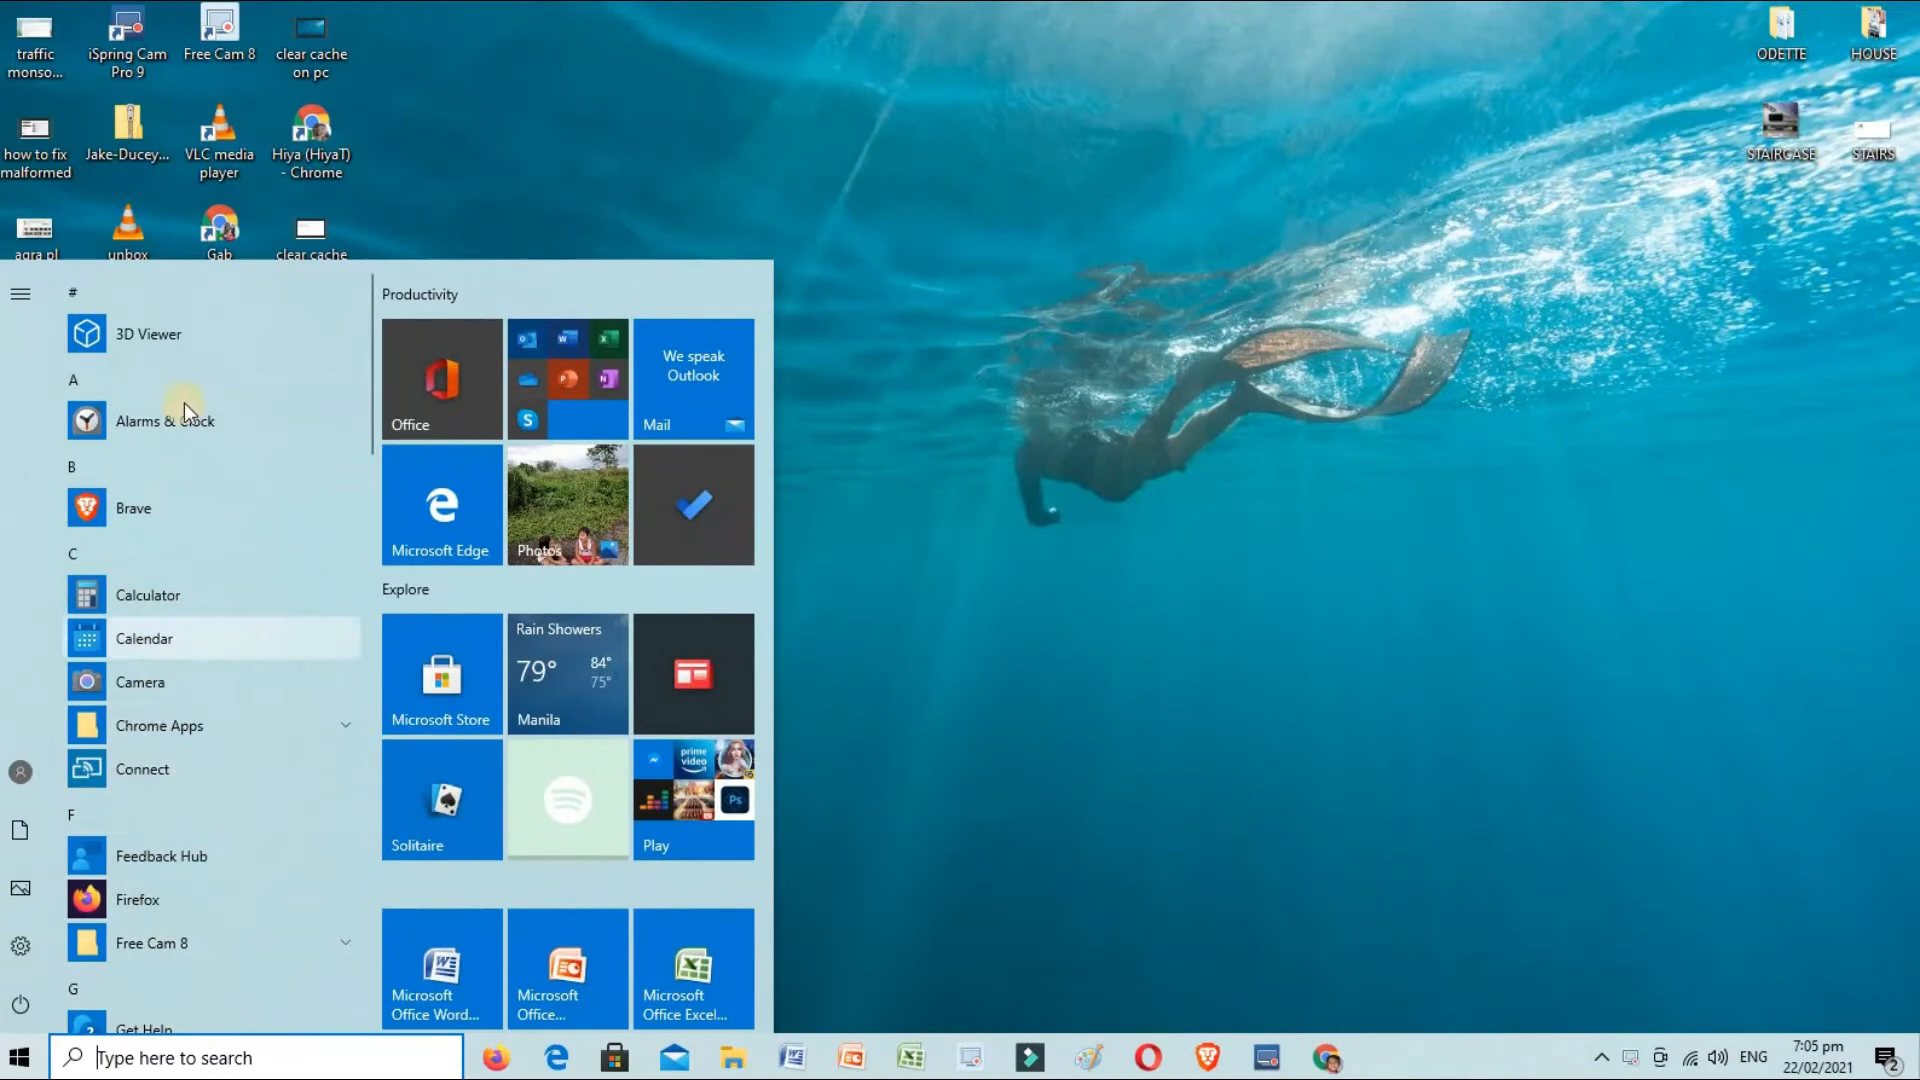 traffic
monso...
iSpring Cam
Pro 9
Free Cam 8
clear cache
on pc
ODETTE
HOUSE
how to fix
malformed
Jake-Ducey...
VLC media
player
Hiya (HiyaT)
- Chrome
STAIRCASE
STAIRS
agra pl
unbox
Gab
clear cache
#
3D Viewer
A
Alarms & Clock
B
Brave
C
Calculator
Calendar
Camera
Chrome Apps
Connect
F
Feedback Hub
Firefox
Free Cam 8
G
Get Help
Productivity
Office
We speak
Outlook
Mail
Microsoft Edge
Photos
Explore
Microsoft Store
Rain Showers
79° 84°
75°
Manila
Solitaire
prime
video
Ps
Play
Microsoft
Office Word...
Microsoft
Office...
Microsoft
Office Excel...
Type here to search
ENG
7:05 pm
22/02/2021
2